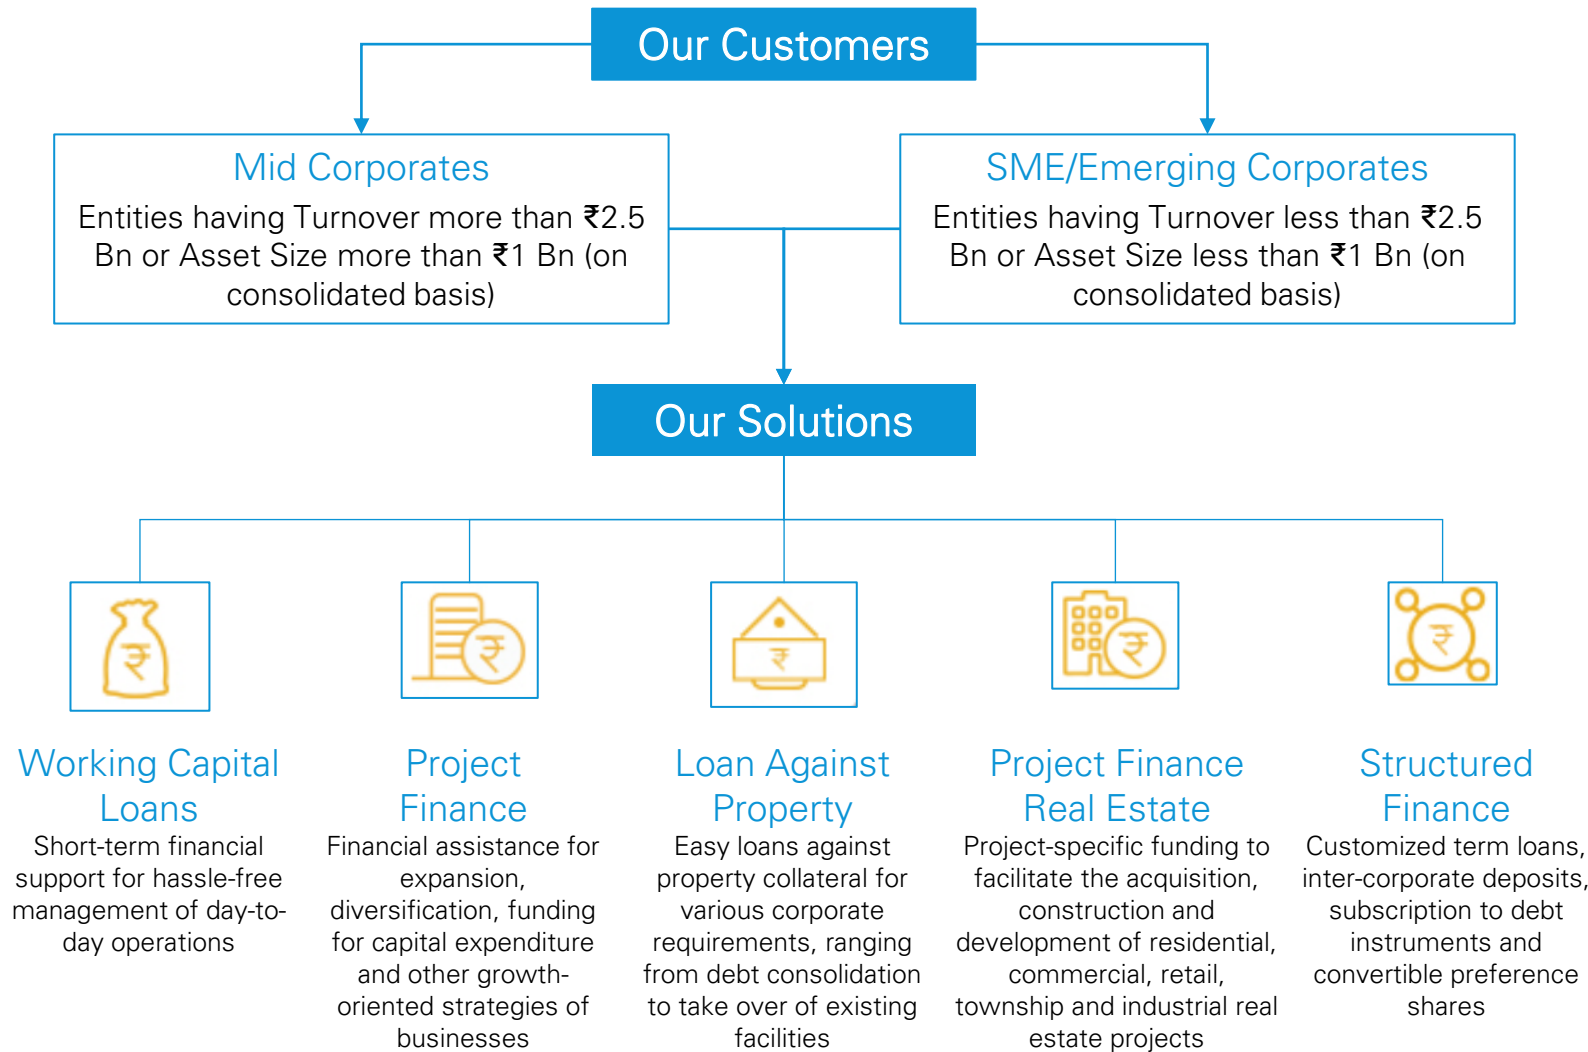 Our Customers
Mid Corporates
Entities having Turnover more than ₹2.5
Bn or Asset Size more than ₹1 Bn (on
consolidated basis)
SME/Emerging Corporates
Entities having Turnover less than ₹2.5
Bn or Asset Size less than ₹1 Bn (on
consolidated basis)
Our Solutions
₹
₹
₹
₹
₹
Working Capital
Loans
Short-term financial
support for hassle-free
management of day-to-
day operations
Project
Finance
Financial assistance for
expansion,
diversification, funding
for capital expenditure
and other growth-
oriented strategies of
businesses
Loan Against
Property
Easy loans against
property collateral for
various corporate
requirements, ranging
from debt consolidation
to take over of existing
facilities
Project Finance
Real Estate
Project-specific funding to
facilitate the acquisition,
construction and
development of residential,
commercial, retail,
township and industrial real
estate projects
Structured
Finance
Customized term loans,
inter-corporate deposits,
subscription to debt
instruments and
convertible preference
shares